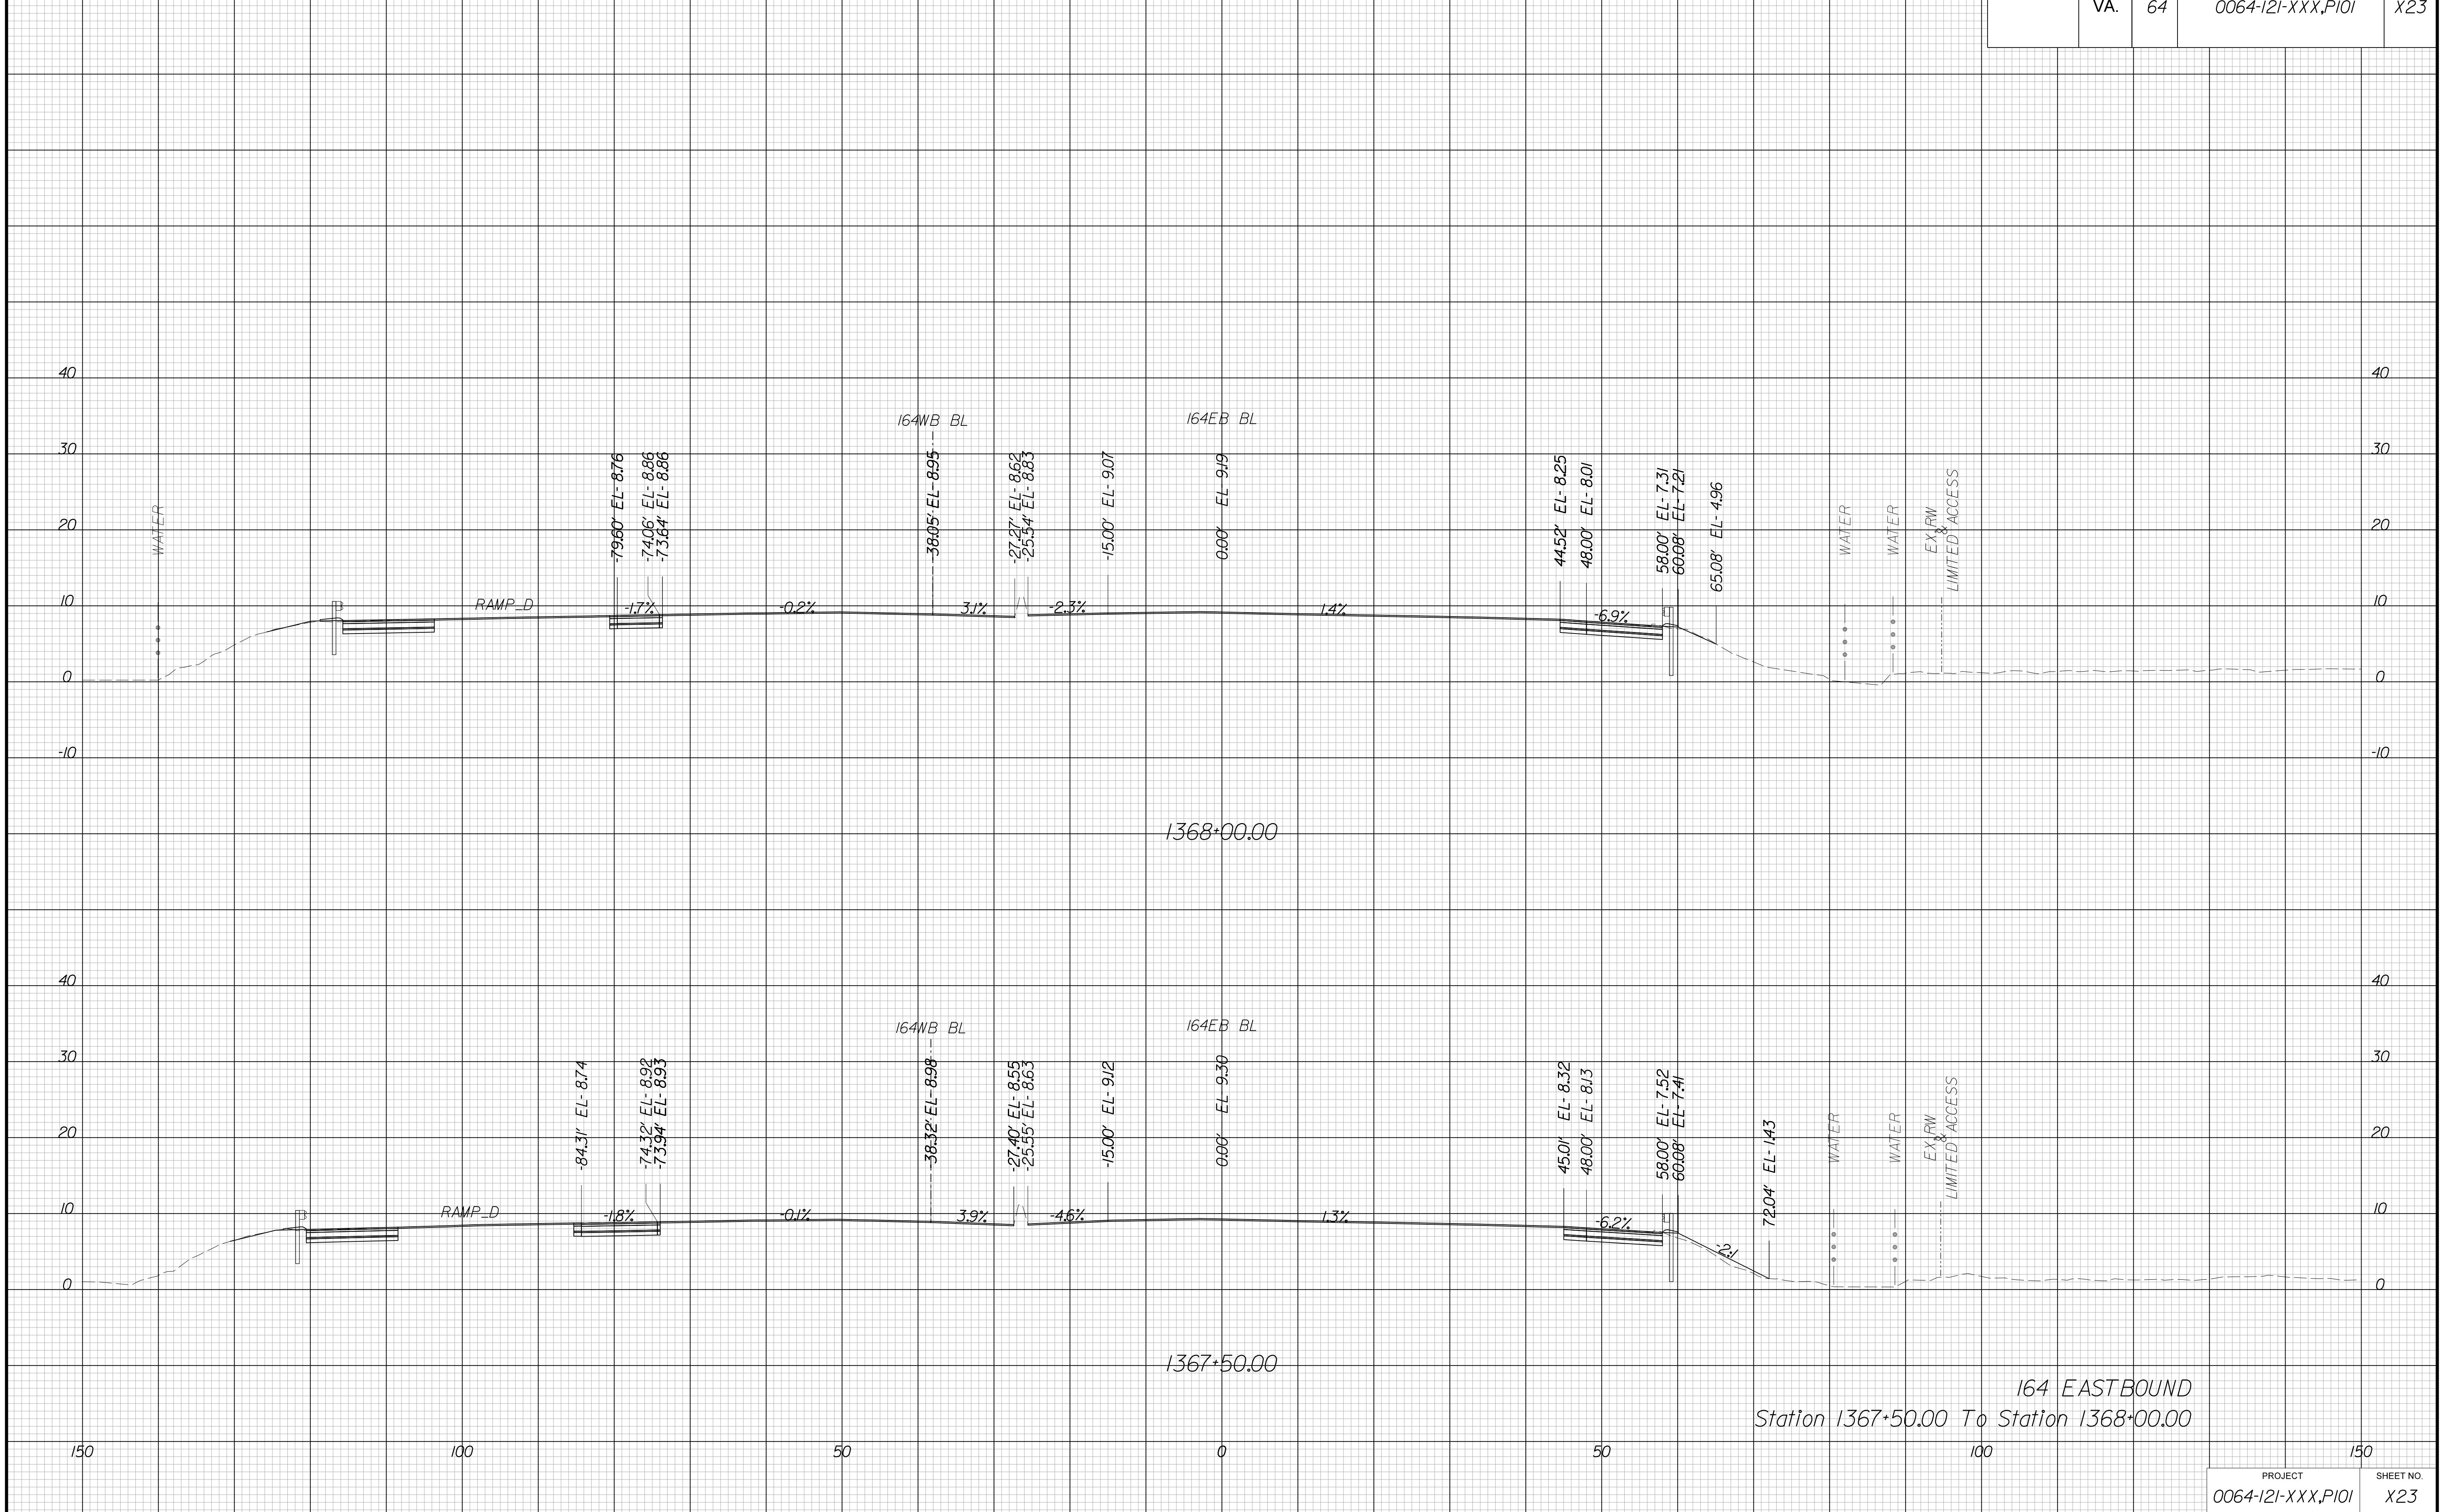 VA. 64 0064-121-XXX,P101 X23
40 40
164WB BL 164EB BL
30 30
-79.60' EL- 8.76
-74.06' EL- 8.86
-73.64' EL- 8.86
-38.05' EL- 8.95
-27.27' EL- 8.62
-25.54' EL- 8.83
-15.00' EL- 9.07
0.00' EL 9.19
44.52' EL- 8.25
48.00' EL- 8.01
58.00' EL- 7.31
60.08' EL- 7.21
65.08' EL- 4.96
WATER
WATER
WATER
EX. RW
&
LIMITED ACCESS
20 20
10 RAMP_D -1.7% -0.2% 3.1% -2.3% 1.4% -6.9% 10
0 0
-10 -10
1368+00.00
40 40
164WB BL 164EB BL
30 30
-84.31' EL- 8.74
-74.32' EL- 8.92
-73.94' EL- 8.93
-38.32' EL- 8.98
-27.40' EL- 8.55
-25.55' EL- 8.63
-15.00' EL- 9.12
0.00' EL 9.30
45.01' EL- 8.32
48.00' EL- 8.13
58.00' EL- 7.52
60.08' EL- 7.41
72.04' EL- 1.43
WATER
WATER
EX. RW
&
LIMITED ACCESS
20 20
10 RAMP_D -1.8% -0.1% 3.9% -4.6% 1.3% -6.2% 10
-2:1
0 0
1367+50.00
164 EASTBOUND
Station 1367+50.00 To Station 1368+00.00
150 100 50 0 50 100 150
PROJECT SHEET NO.
0064-121-XXX,P101 X23